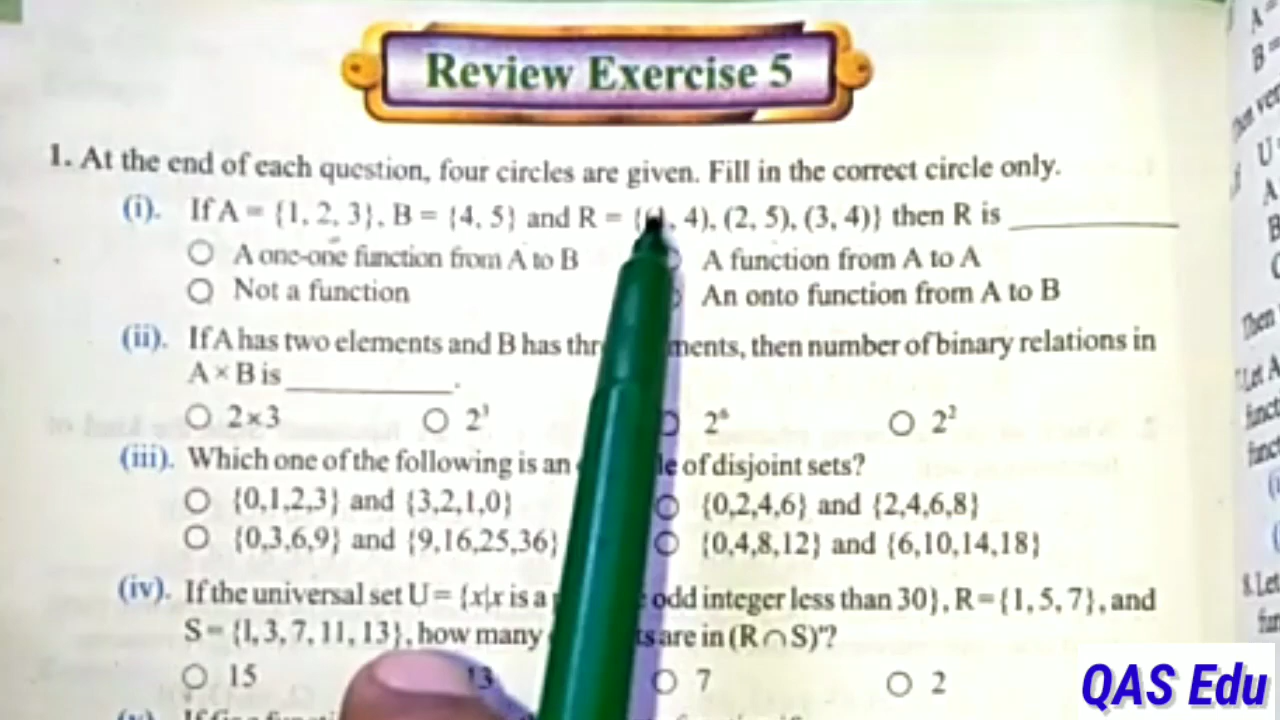 Review Exercise 5
1. At the end of each question, four circles are given. Fill in the correct circle only.
(i). If A = {1, 2, 3}, B = {4, 5} and R = {( , 4), (2, 5), (3, 4)} then R is ________
A one-one function from A to B
A function from A to A
Not a function
An onto function from A to B
(ii). If A has two elements and B has , then number of binary relations in
A × B is ________.
2×3 2³ 2⁶ 2²
(iii). Which one of the following is an of disjoint sets?
{0,1,2,3} and {3,2,1,0} {0,2,4,6} and {2,4,6,8}
{0,3,6,9} and {9,16,25,36} {0,4,8,12} and {6,10,14,18}
(iv). If the universal set U = {x|x is a odd integer less than 30}, R = {1, 5, 7}, and
S = {1, 3, 7, 11, 13}, how many are in (R∩S)'?
15 13 7 2
QAS Edu